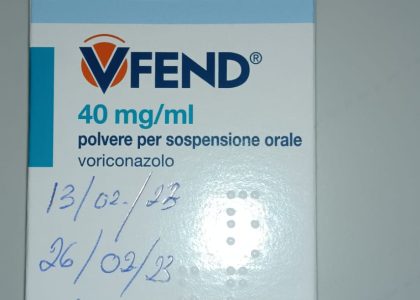 VFEND®
40 mg/ml
polvere per sospensione orale
voriconazolo
13/02/23
26/02/23